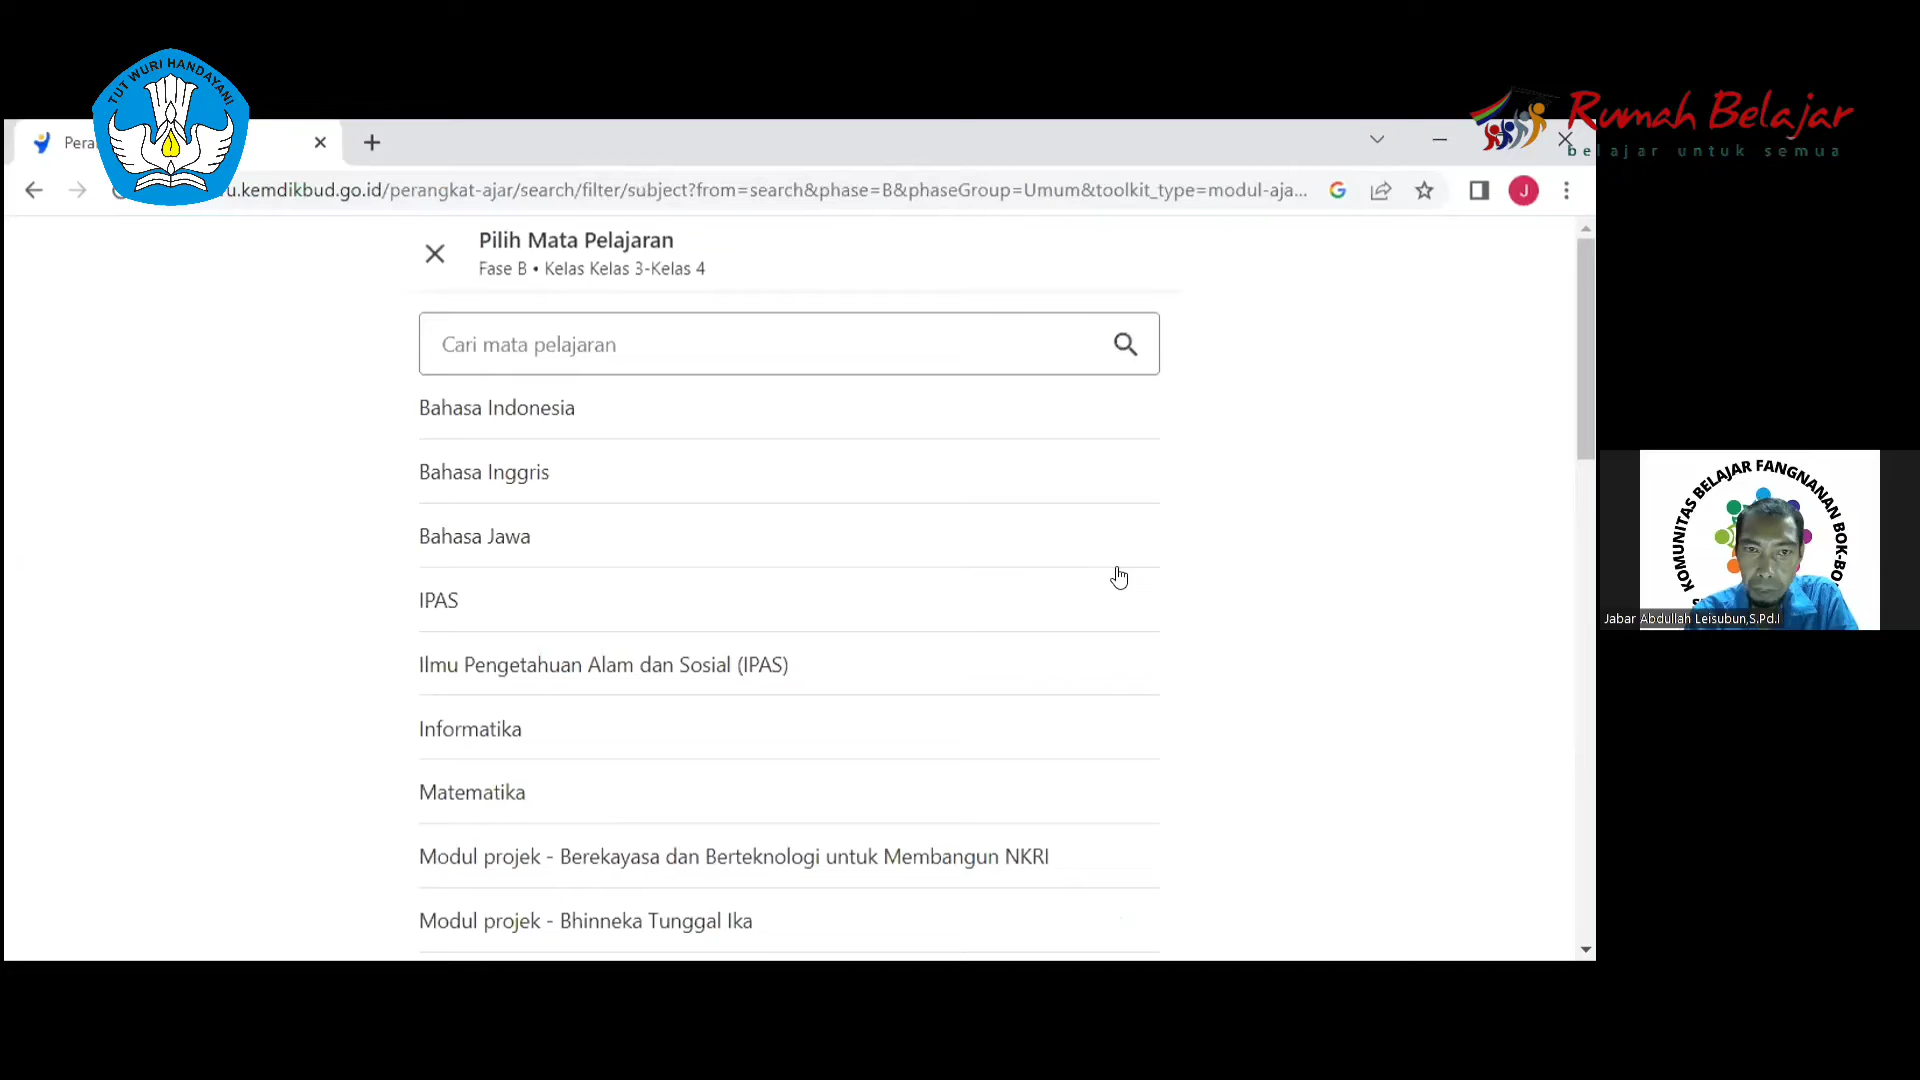 TUT WURI HANDAYANI
Rumah Belajar
belajar untuk semua
Pera
u.kemdikbud.go.id/perangkat-ajar/search/filter/subject?from=search&phase=B&phaseGroup=Umum&toolkit_type=modul-aja...
J
Pilih Mata Pelajaran
Fase B • Kelas Kelas 3-Kelas 4
Cari mata pelajaran
Bahasa Indonesia
Bahasa Inggris
Bahasa Jawa
IPAS
Ilmu Pengetahuan Alam dan Sosial (IPAS)
Informatika
Matematika
Modul projek - Berekayasa dan Berteknologi untuk Membangun NKRI
Modul projek - Bhinneka Tunggal Ika
KOMUNITAS BELAJAR FANGNANAN BOK-BO
Jabar Abdullah Leisubun,S.Pd.I